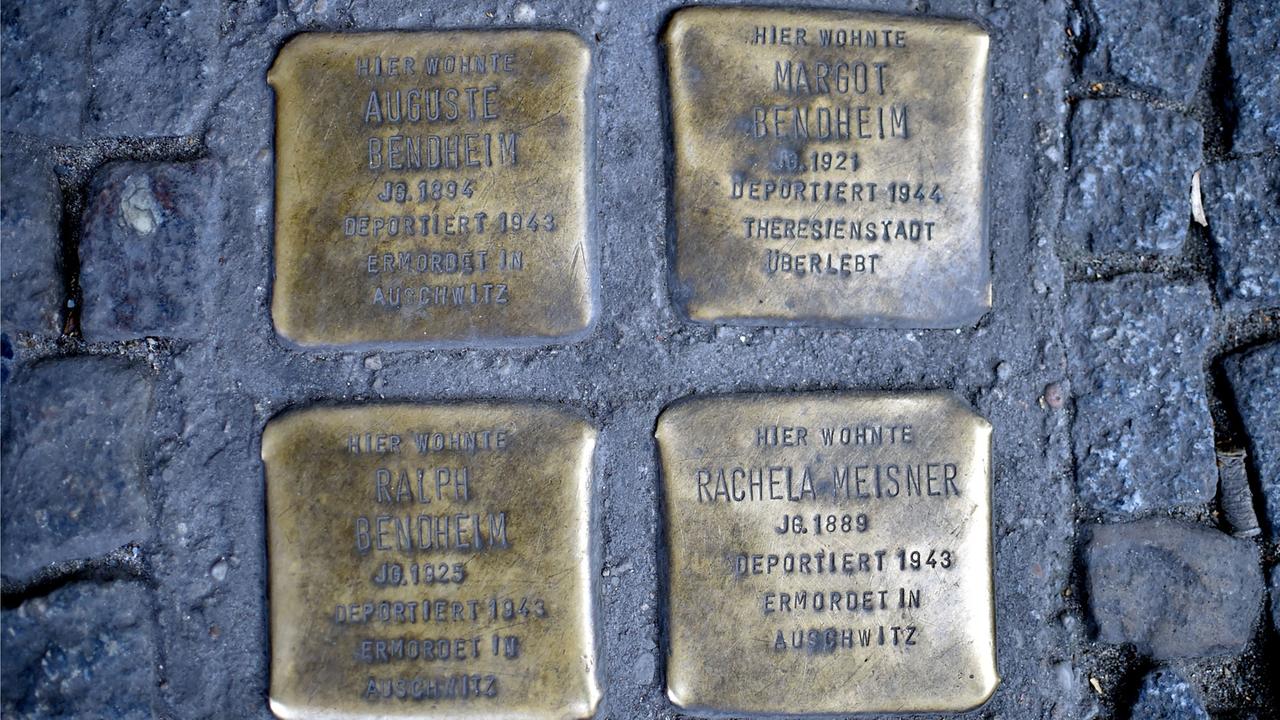 HIER WOHNTE
AUGUSTE
BENDHEIM
JG. 1894
DEPORTIERT 1943
ERMORDET IN
AUSCHWITZ
HIER WOHNTE
MARGOT
BENDHEIM
JG. 1921
DEPORTIERT 1944
THERESIENSTADT
ÜBERLEBT
HIER WOHNTE
RALPH
BENDHEIM
JG. 1925
DEPORTIERT 1943
ERMORDET IN
AUSCHWITZ
HIER WOHNTE
RACHELA MEISNER
JG. 1889
DEPORTIERT 1943
ERMORDET IN
AUSCHWITZ